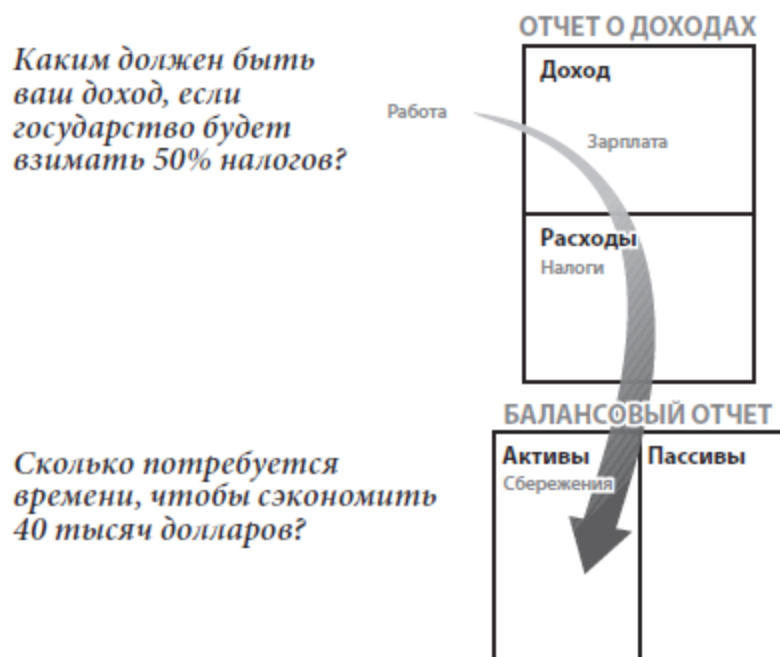 ОТЧЕТ О ДОХОДАХ
Каким должен быть
ваш доход, если
государство будет
взимать 50% налогов?
Работа
Доход
Зарплата
Расходы
Налоги
БАЛАНСОВЫЙ ОТЧЕТ
Сколько потребуется
времени, чтобы сэкономить
40 тысяч долларов?
Активы
Сбережения
Пассивы